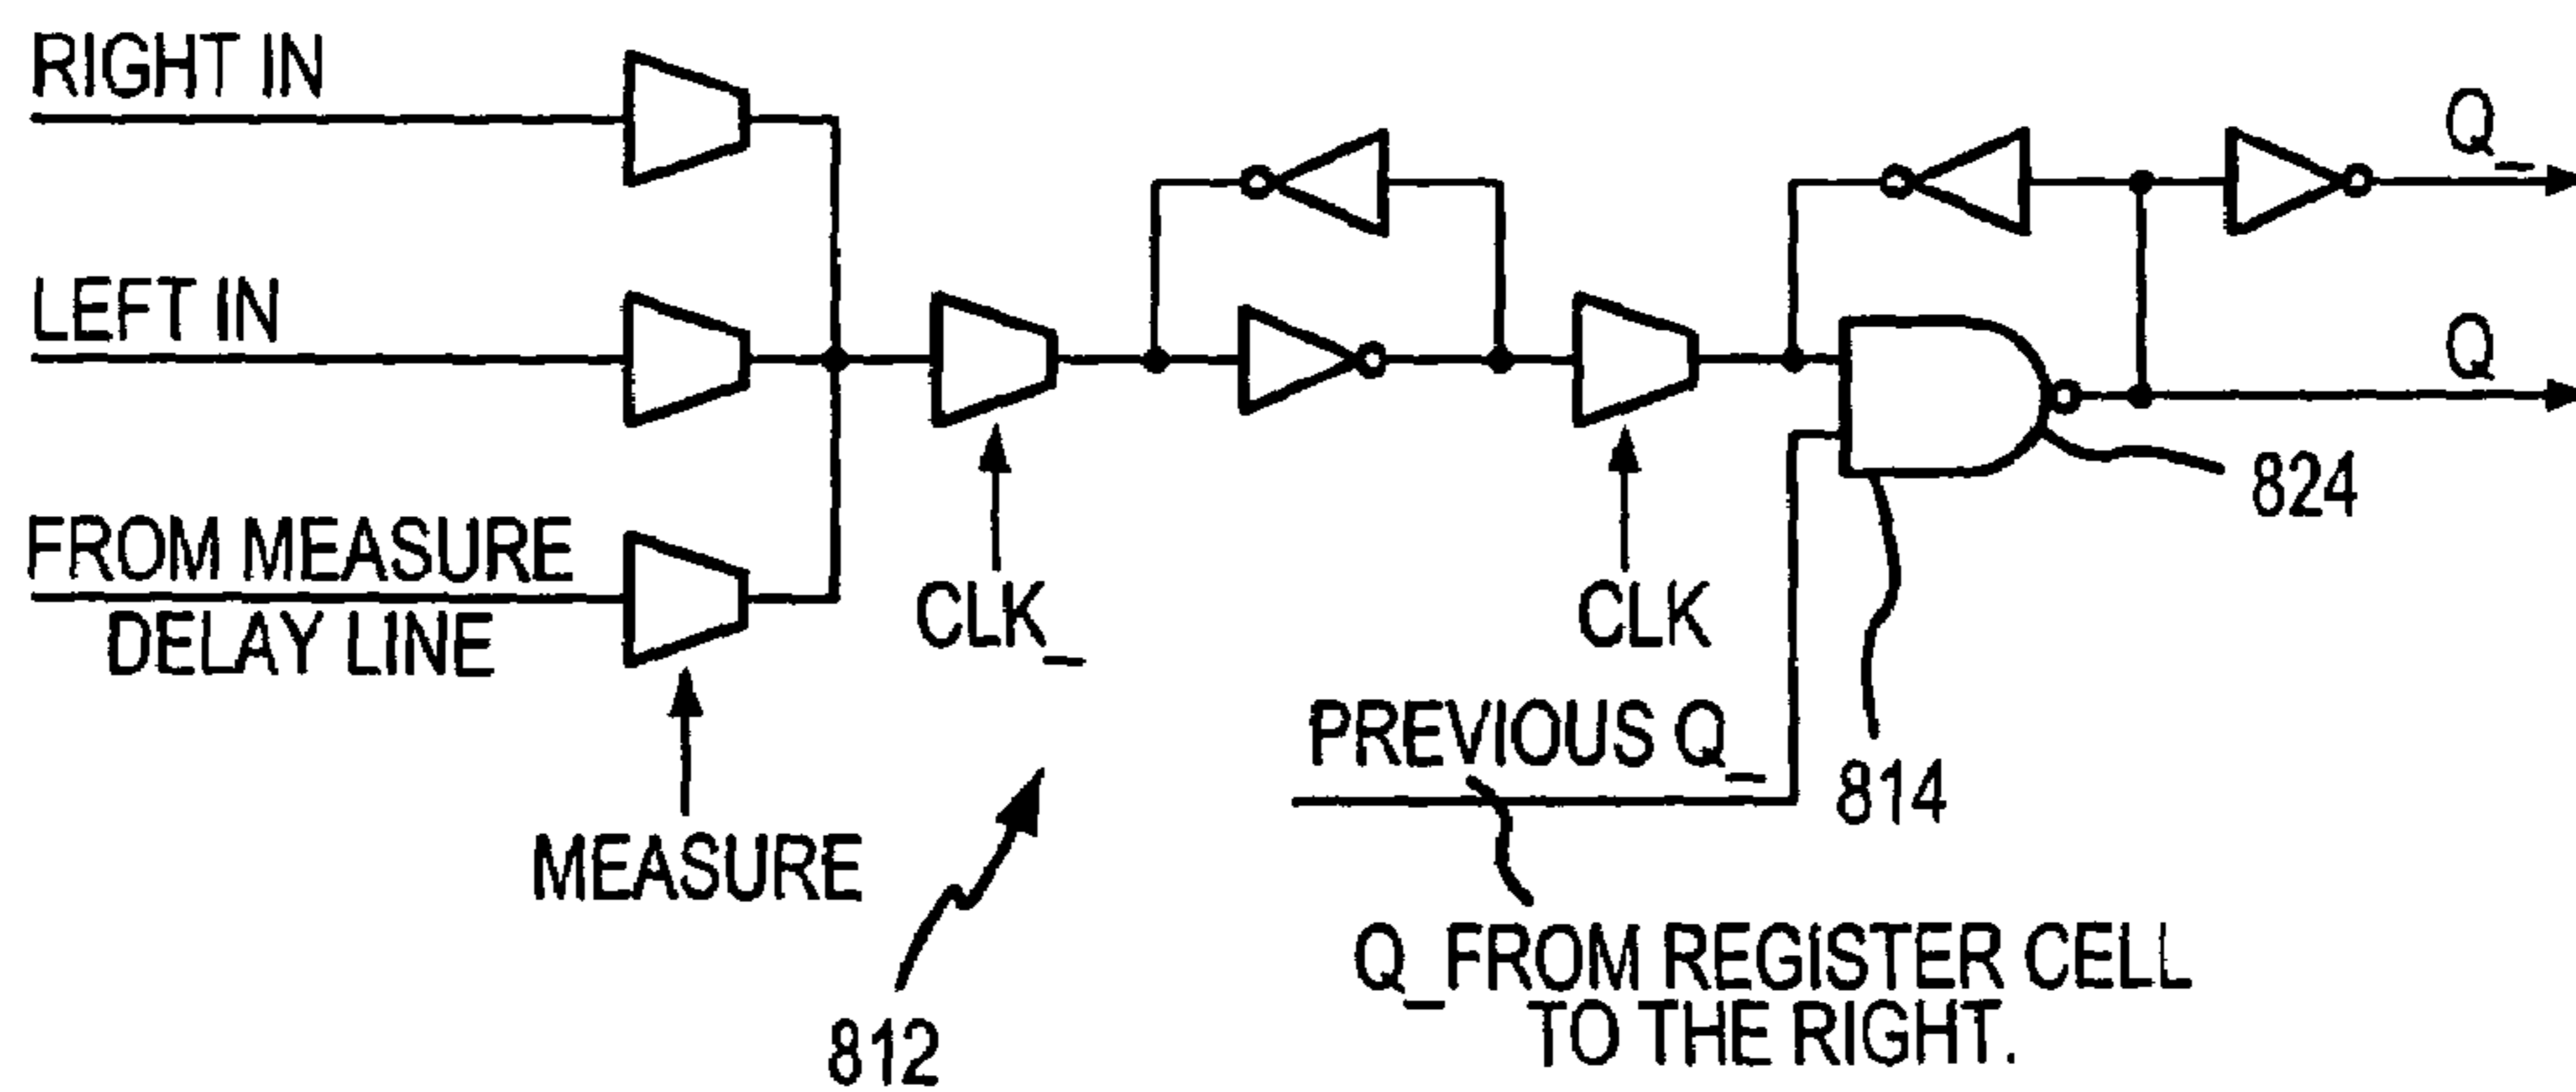 RIGHT IN
Q_
LEFT IN
Q
824
FROM MEASURE
DELAY LINE
CLK_
CLK
PREVIOUS Q_
814
MEASURE
Q_FROM REGISTER CELL
TO THE RIGHT.
812